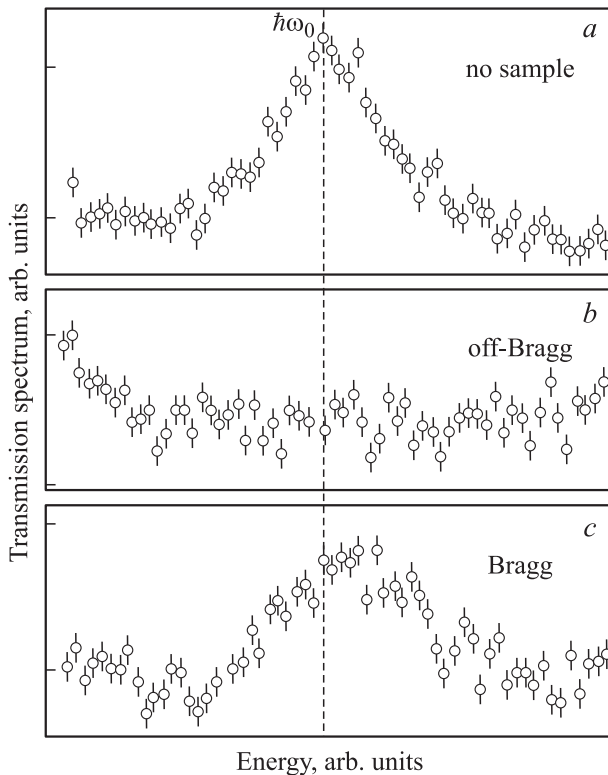 ħω₀
a
no sample
b
off-Bragg
c
Bragg
Transmission spectrum, arb. units
Energy, arb. units